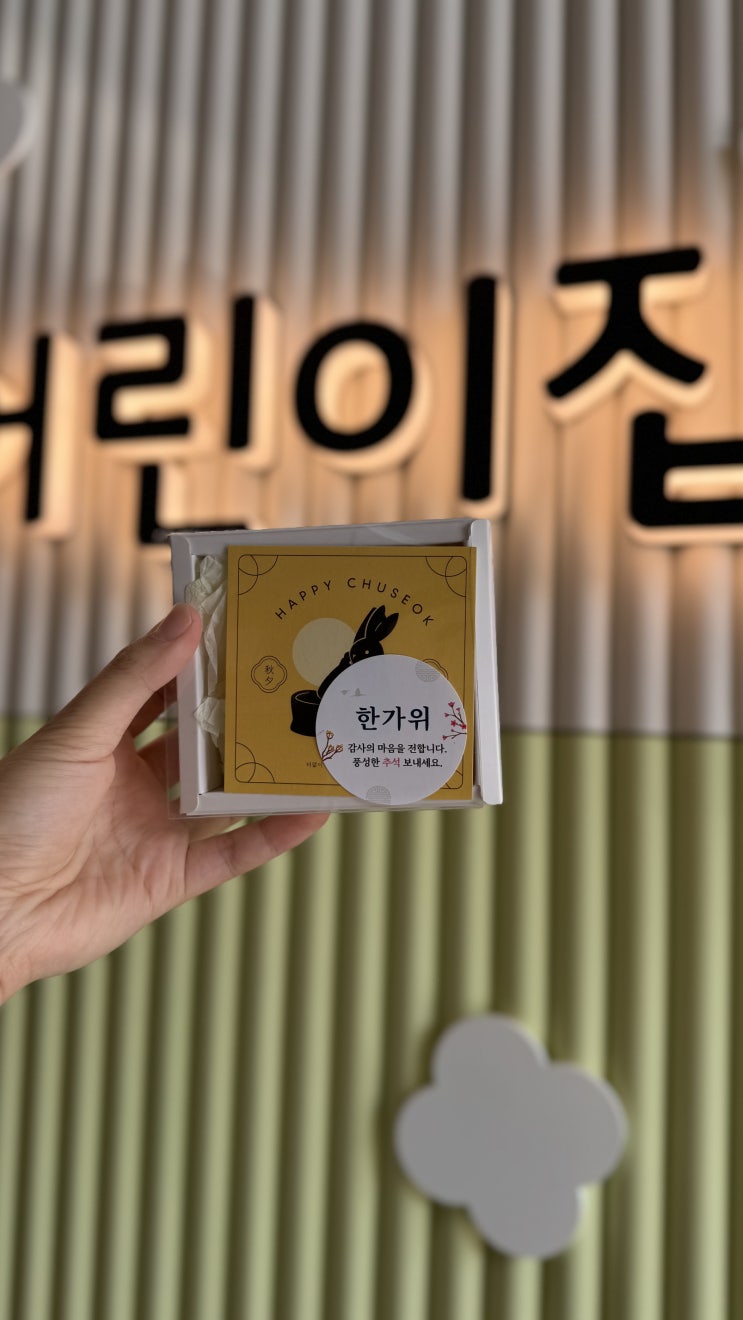 어린이집
HAPPY CHUSEOK
秋
夕
한가위
감사의 마음을 전합니다.
풍성한 추석 보내세요.